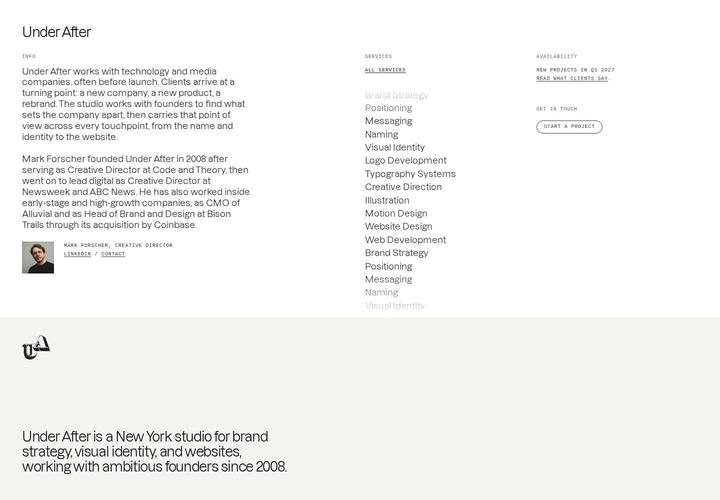 Under After
INFO
Under After works with technology and media
companies, often before launch. Clients arrive at a
turning point: a new company, a new product, a
rebrand. The studio works with founders to find what
sets the company apart, then carries that point of
view across every touchpoint, from the name and
identity to the website.
Mark Forscher founded Under After in 2008 after
serving as Creative Director at Code and Theory, then
went on to lead digital as Creative Director at
Newsweek and ABC News. He has also worked inside
early-stage and high-growth companies, as CMO of
Alluvial and as Head of Brand and Design at Bison
Trails through its acquisition by Coinbase.
MARK FORSCHER, CREATIVE DIRECTOR
LINKEDIN / CONTACT
SERVICES
ALL SERVICES
Brand Strategy
Positioning
Messaging
Naming
Visual Identity
Logo Development
Typography Systems
Creative Direction
Illustration
Motion Design
Website Design
Web Development
Brand Strategy
Positioning
Messaging
Naming
Visual Identity
AVAILABILITY
NEW PROJECTS IN Q1 2027
READ WHAT CLIENTS SAY.
GET IN TOUCH
START A PROJECT
UA
Under After is a New York studio for brand
strategy, visual identity, and websites,
working with ambitious founders since 2008.